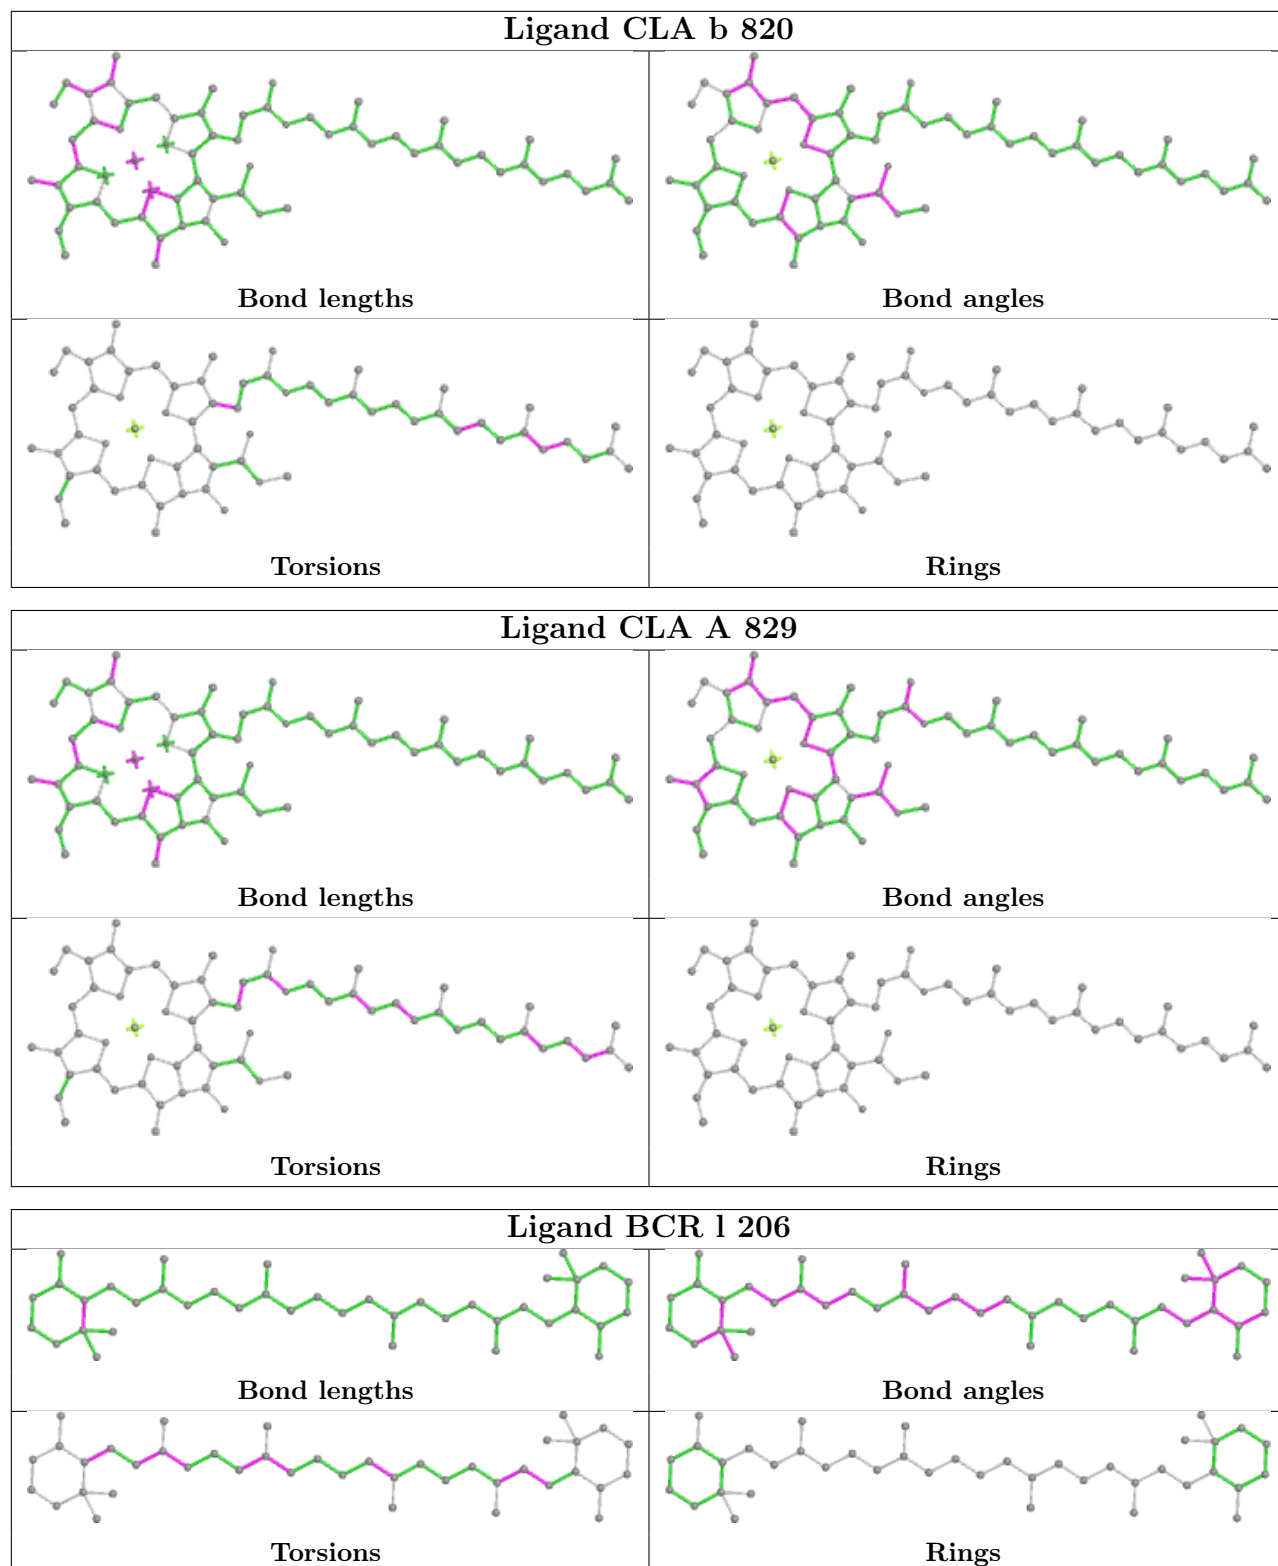 Ligand CLA b 820
Bond lengths
Bond angles
Torsions
Rings
Ligand CLA A 829
Bond lengths
Bond angles
Torsions
Rings
Ligand BCR l 206
Bond lengths
Bond angles
Torsions
Rings